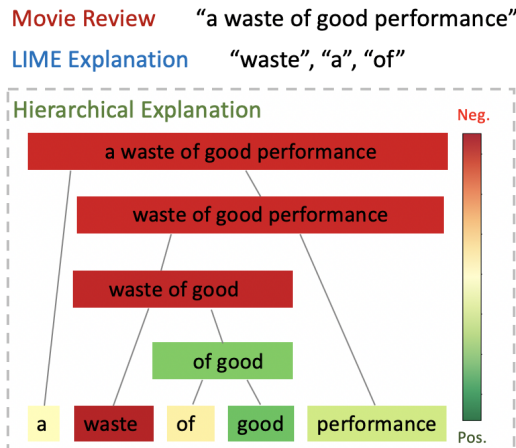 Movie Review “a waste of good performance”
LIME Explanation “waste”, “a”, “of”
Hierarchical Explanation
Neg.
a waste of good performance
waste of good performance
waste of good
of good
a waste of good performance
Pos.